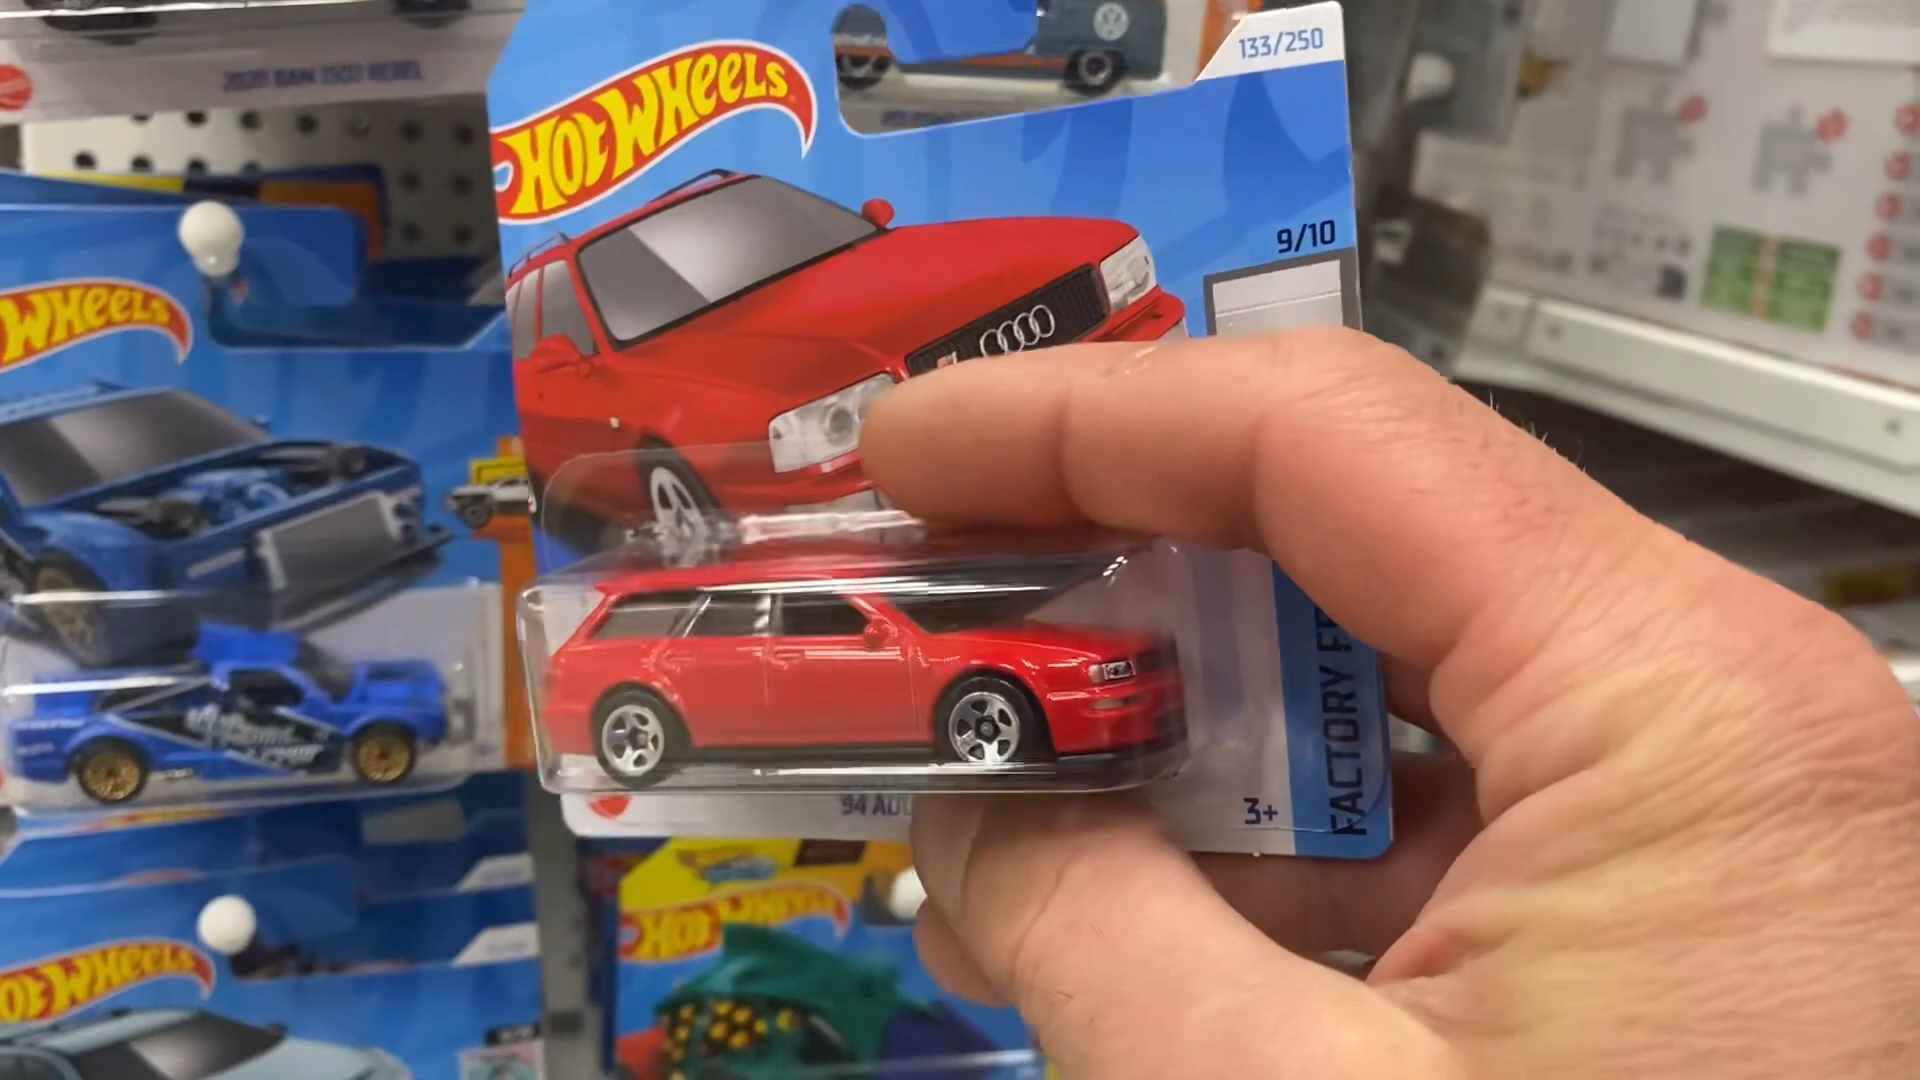 2020 RAM 1500 REBEL
HOT WHEELS
133/250
9/10
WHEELS
94 AU
3+
FACTORY F
HOT WHEELS
HOT WHEELS